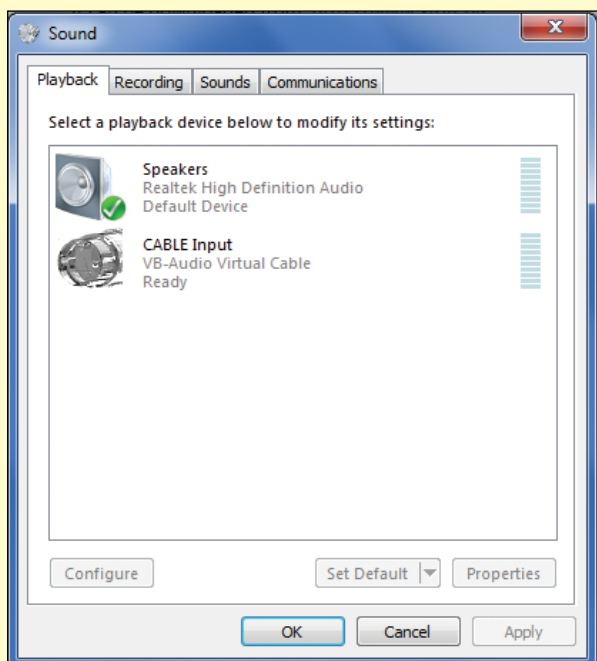 Sound
Playback Recording Sounds Communications
Select a playback device below to modify its settings:
Speakers
Realtek High Definition Audio
Default Device
CABLE Input
VB-Audio Virtual Cable
Ready
Configure Set Default Properties
OK Cancel Apply